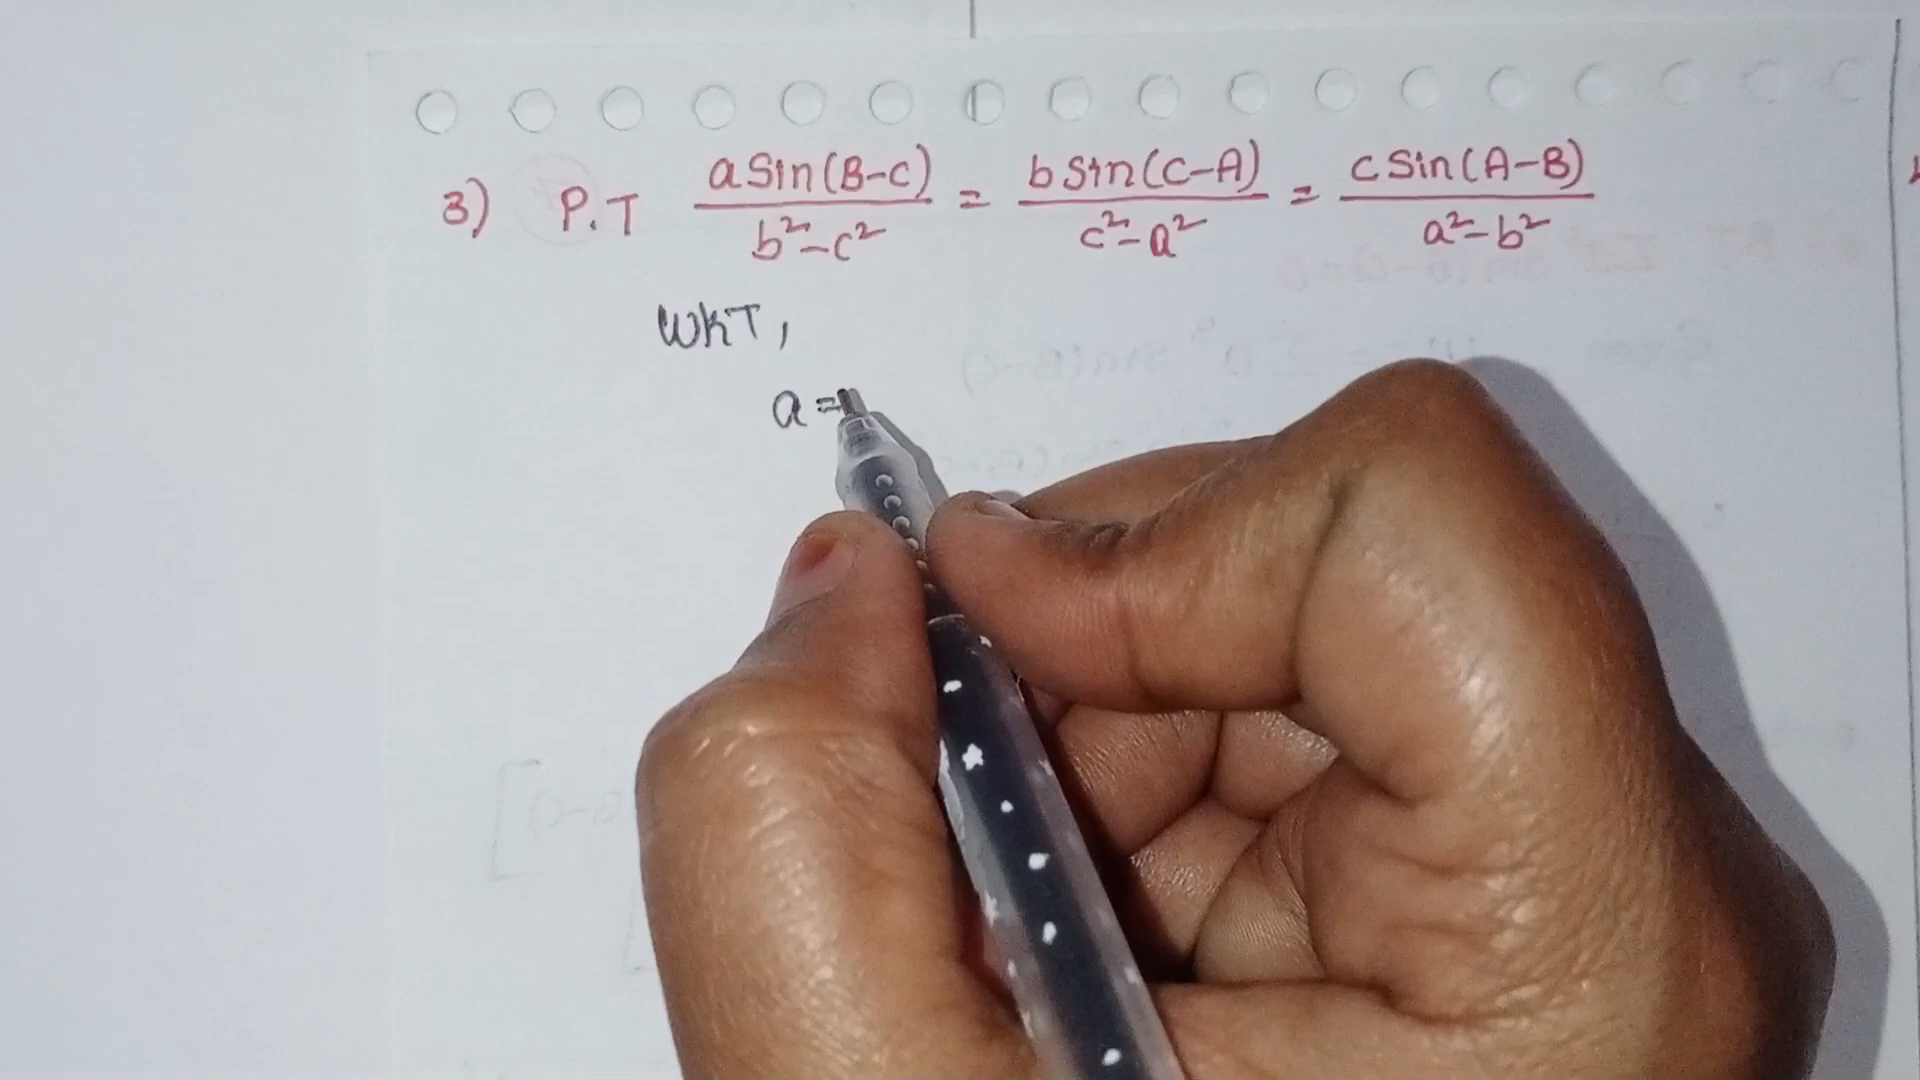 3) P.T a Sin(B-C)/b²-c² = b Sin(C-A)/c²-a² = c Sin(A-B)/a²-b²
WKT,
a =